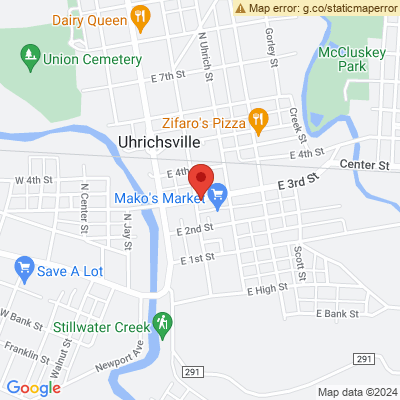 Map error: g.co/staticmaperror
Dairy Queen
N Uhrich St
Gorley St
McCluskey
Park
Union Cemetery
E 7th St
Creek St
Zifaro's Pizza
Uhrichsville
E 4th St
Center St
E 4th
W 4th St
E 3rd St
Mako's Market
N Center St
N Jay St
E 2nd St
E 1st St
Scott St
Save A Lot
E High St
W Bank St
E Bank St
Stillwater Creek
Franklin St
Walnut St
Newport Ave
291
291
Google
Map data ©2024